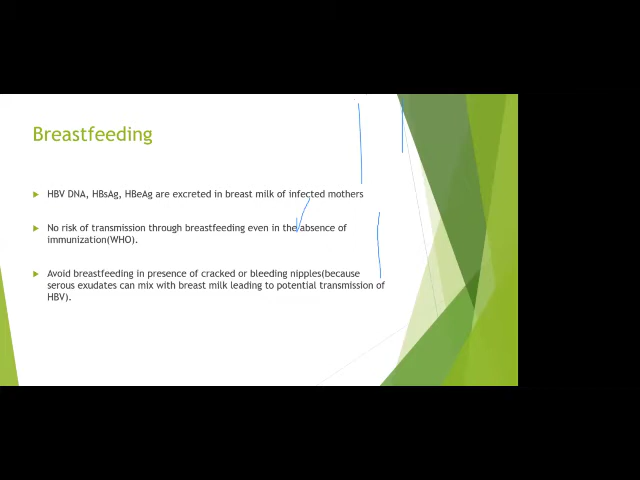 Breastfeeding
HBV DNA, HBsAg, HBeAg are excreted in breast milk of infected mothers
No risk of transmission through breastfeeding even in the absence of
immunization(WHO).
Avoid breastfeeding in presence of cracked or bleeding nipples(because
serous exudates can mix with breast milk leading to potential transmission of
HBV).